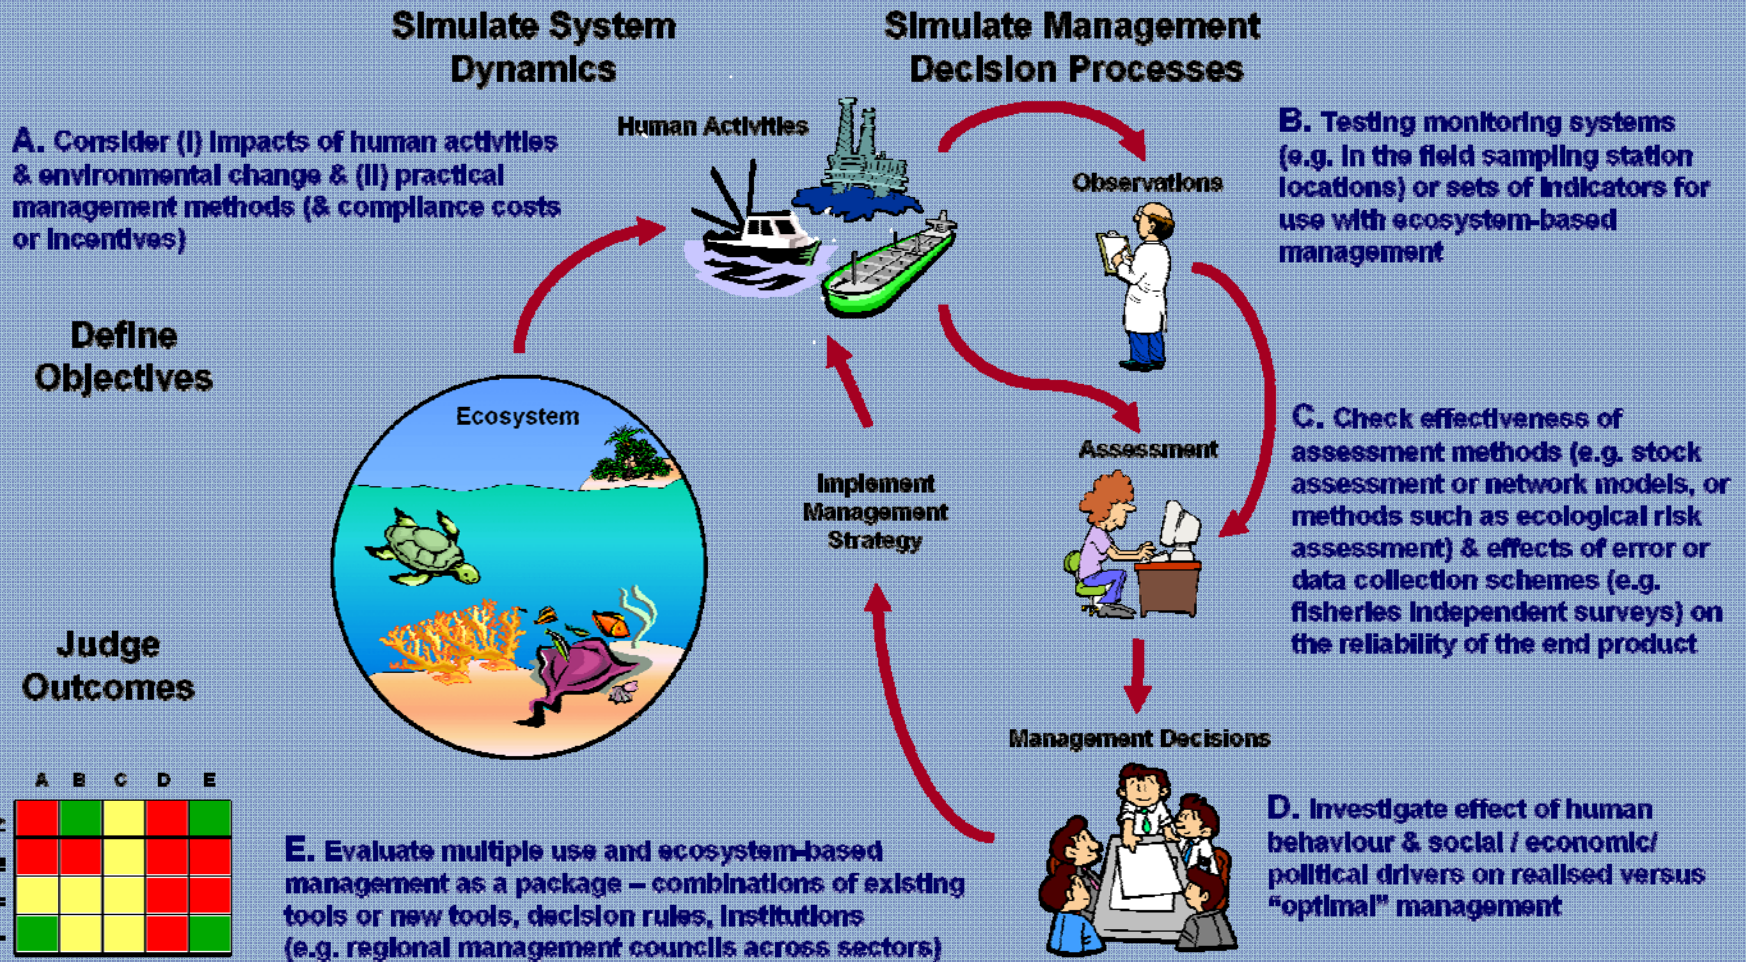 Simulate System
Dynamics
Simulate Management
Decision Processes
A. Consider (i) impacts of human activities
& environmental change & (ii) practical
management methods (& compliance costs
or incentives)
Human Activities
Observations
B. Testing monitoring systems
(e.g. in the field sampling station
locations) or sets of indicators for
use with ecosystem-based
management
Define
Objectives
Ecosystem
Assessment
Implement
Management
Strategy
C. Check effectiveness of
assessment methods (e.g. stock
assessment or network models, or
methods such as ecological risk
assessment) & effects of error or
data collection schemes (e.g.
fisheries independent surveys) on
the reliability of the end product
Judge
Outcomes
Management Decisions
A B C D E
E. Evaluate multiple use and ecosystem-based
management as a package – combinations of existing
tools or new tools, decision rules, institutions
(e.g. regional management councils across sectors)
D. Investigate effect of human
behaviour & social / economic/
political drivers on realised versus
“optimal” management